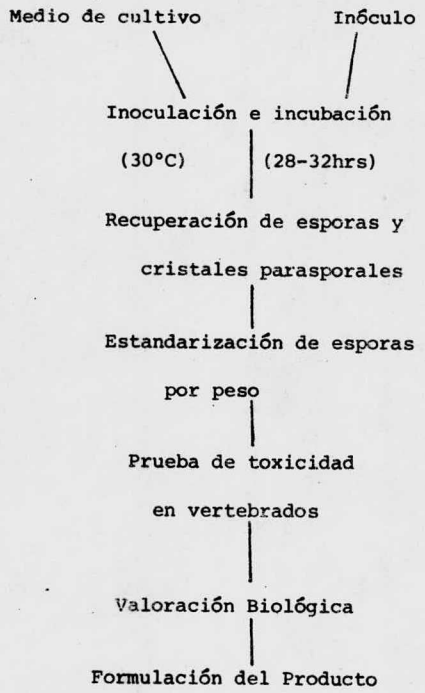 Medio de cultivo Inóculo
Inoculación e incubación
(30°C) (28-32hrs)
Recuperación de esporas y
cristales parasporales
Estandarización de esporas
por peso
Prueba de toxicidad
en vertebrados
Valoración Biológica
Formulación del Producto